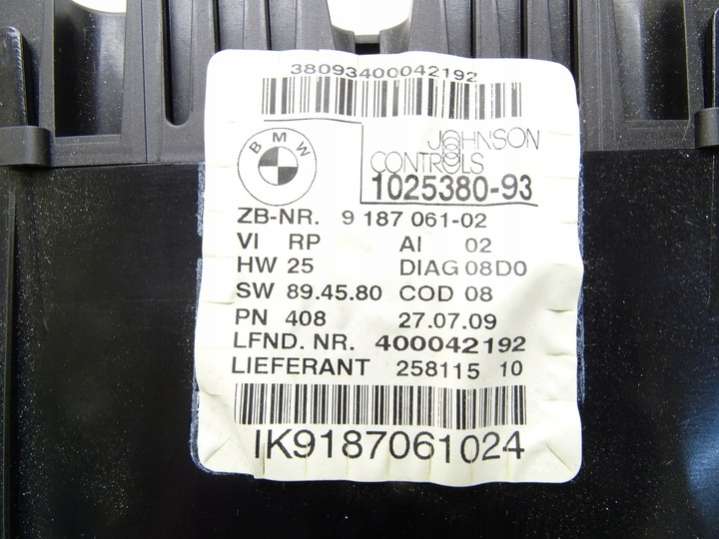 38093400042192
BMW
JOHNSON
CONTROLS
1025380-93
ZB-NR. 9 187 061-02
VI RP AI 02
HW 25 DIAG 08D0
SW 89.45.80 COD 08
PN 408 27.07.09
LFND. NR. 400042192
LIEFERANT 258115 10
IK9187061024